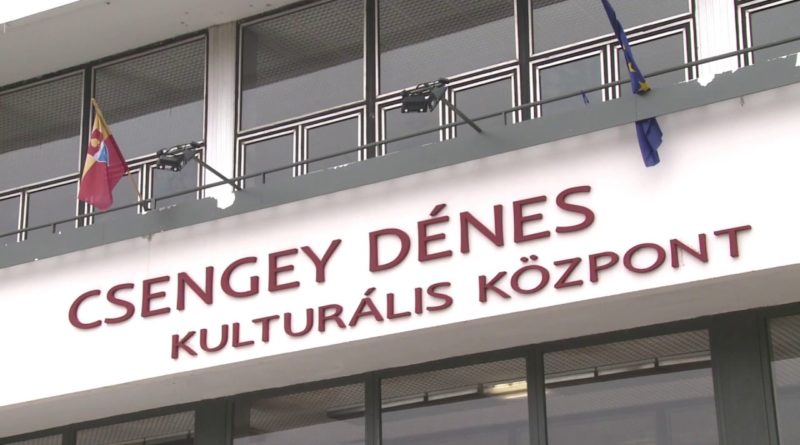 CSENGEY DÉNES
KULTURÁLIS KÖZPONT